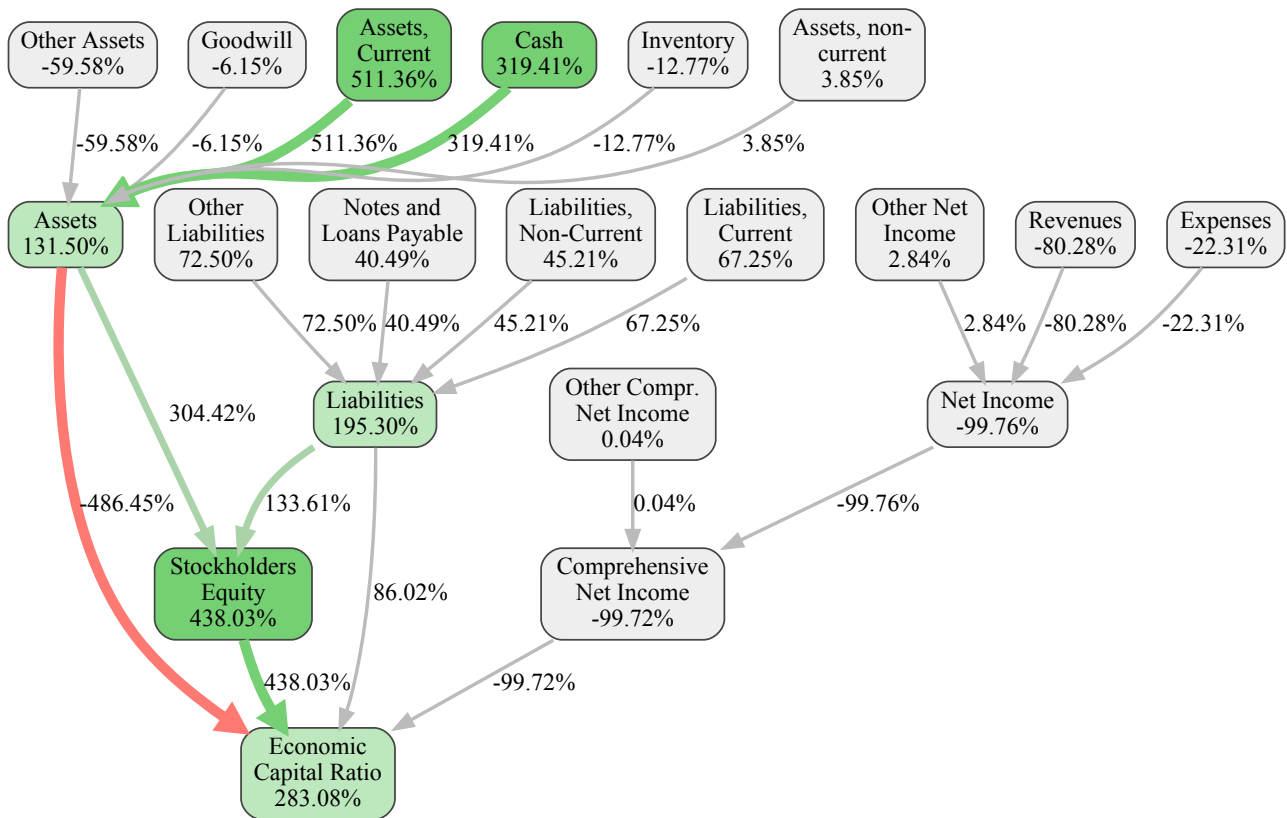 Other Assets
-59.58%
Goodwill
-6.15%
Assets,
Current
511.36%
Cash
319.41%
Inventory
-12.77%
Assets, non-
current
3.85%
-59.58%
-6.15%
511.36%
319.41%
-12.77%
3.85%
Assets
131.50%
Other
Liabilities
72.50%
Notes and
Loans Payable
40.49%
Liabilities,
Non-Current
45.21%
Liabilities,
Current
67.25%
Other Net
Income
2.84%
Revenues
-80.28%
Expenses
-22.31%
72.50%
40.49%
45.21%
67.25%
2.84%
-80.28%
-22.31%
Liabilities
195.30%
Other Compr.
Net Income
0.04%
Net Income
-99.76%
304.42%
-486.45%
133.61%
86.02%
0.04%
-99.76%
Stockholders
Equity
438.03%
Comprehensive
Net Income
-99.72%
438.03%
-99.72%
Economic
Capital Ratio
283.08%